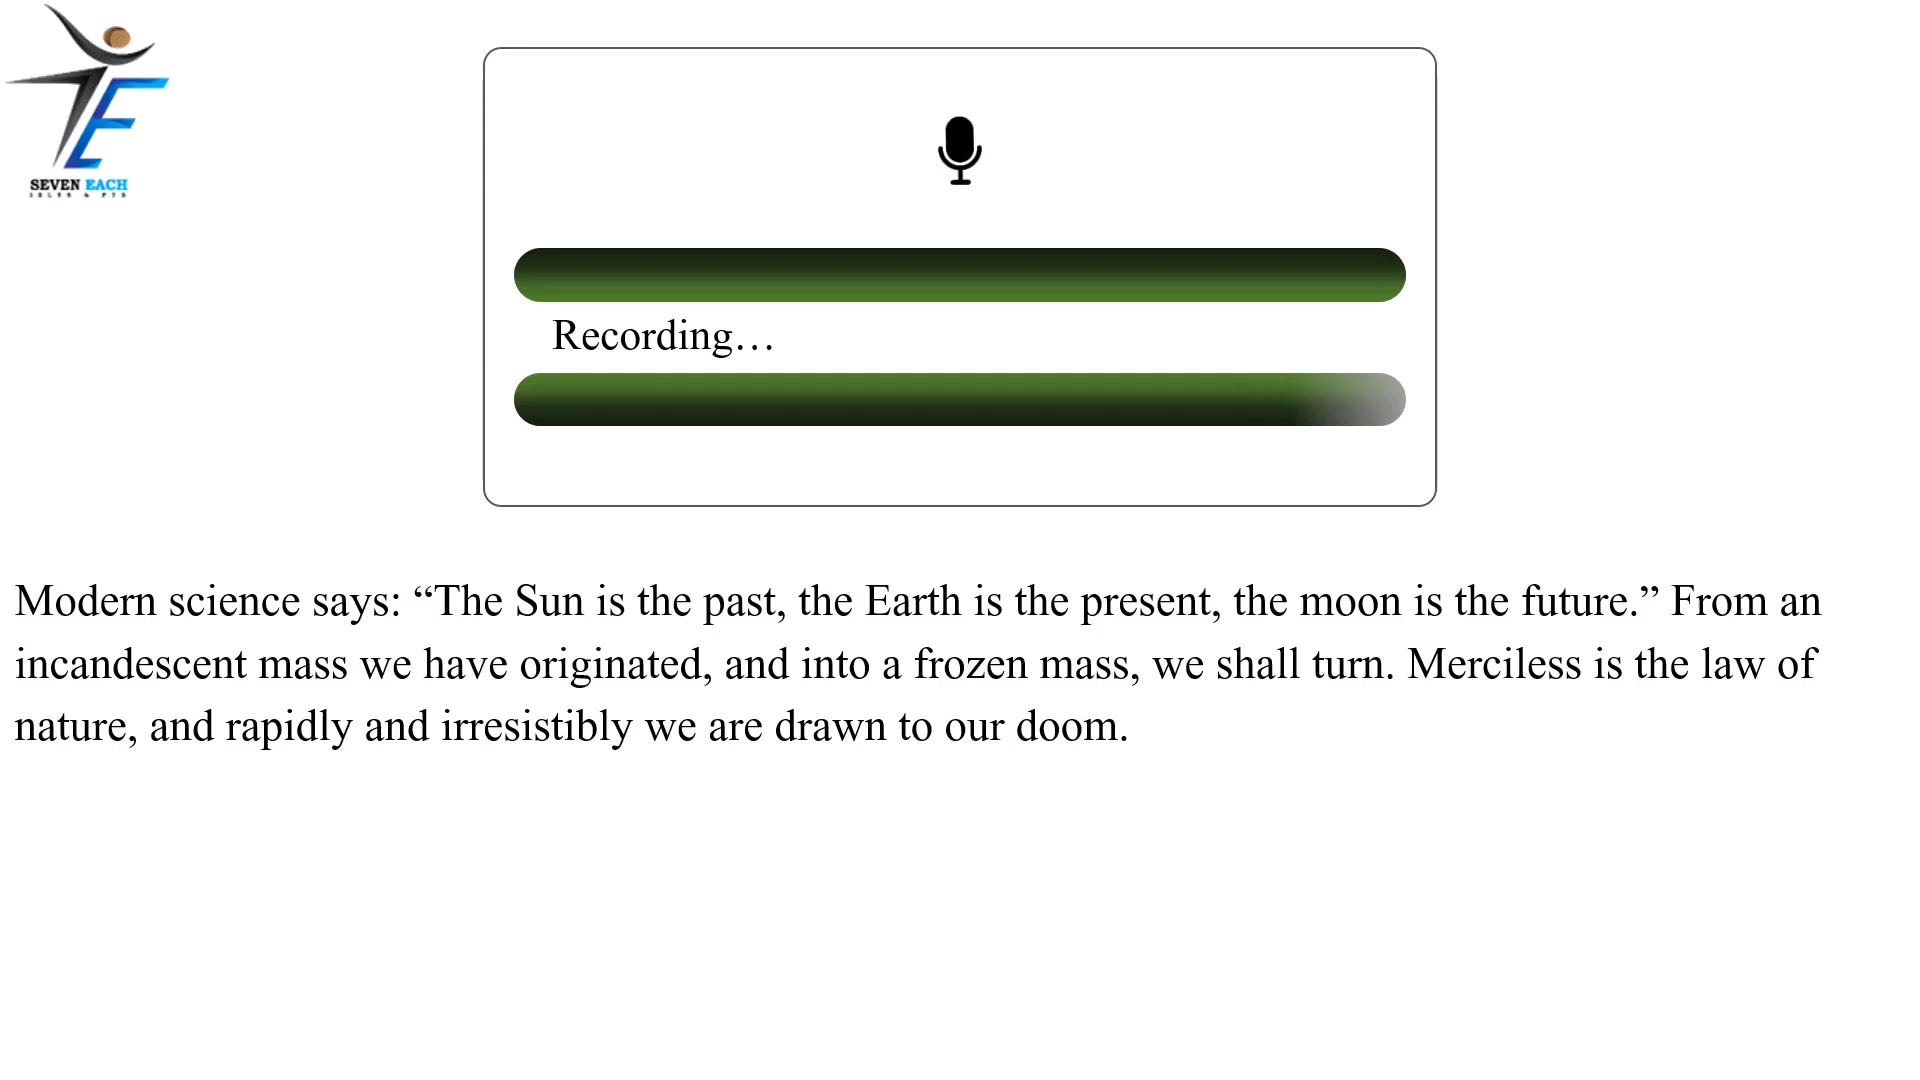 SEVEN EACH
Recording…
Modern science says: “The Sun is the past, the Earth is the present, the moon is the future.” From an
incandescent mass we have originated, and into a frozen mass, we shall turn. Merciless is the law of
nature, and rapidly and irresistibly we are drawn to our doom.